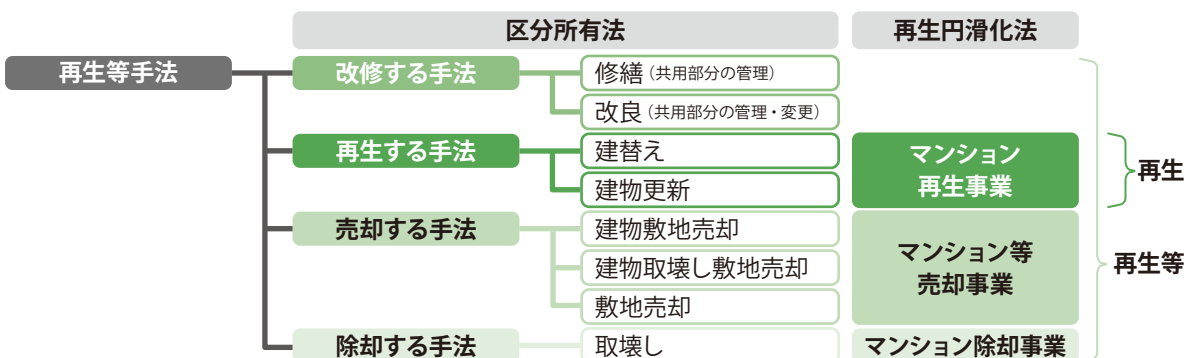 区分所有法
再生円滑化法
再生等手法
改修する手法
修繕（共用部分の管理）
改良（共用部分の管理・変更）
再生する手法
建替え
建物更新
マンション
再生事業
再生
売却する手法
建物敷地売却
建物取壊し敷地売却
敷地売却
マンション等
売却事業
再生等
除却する手法
取壊し
マンション除却事業